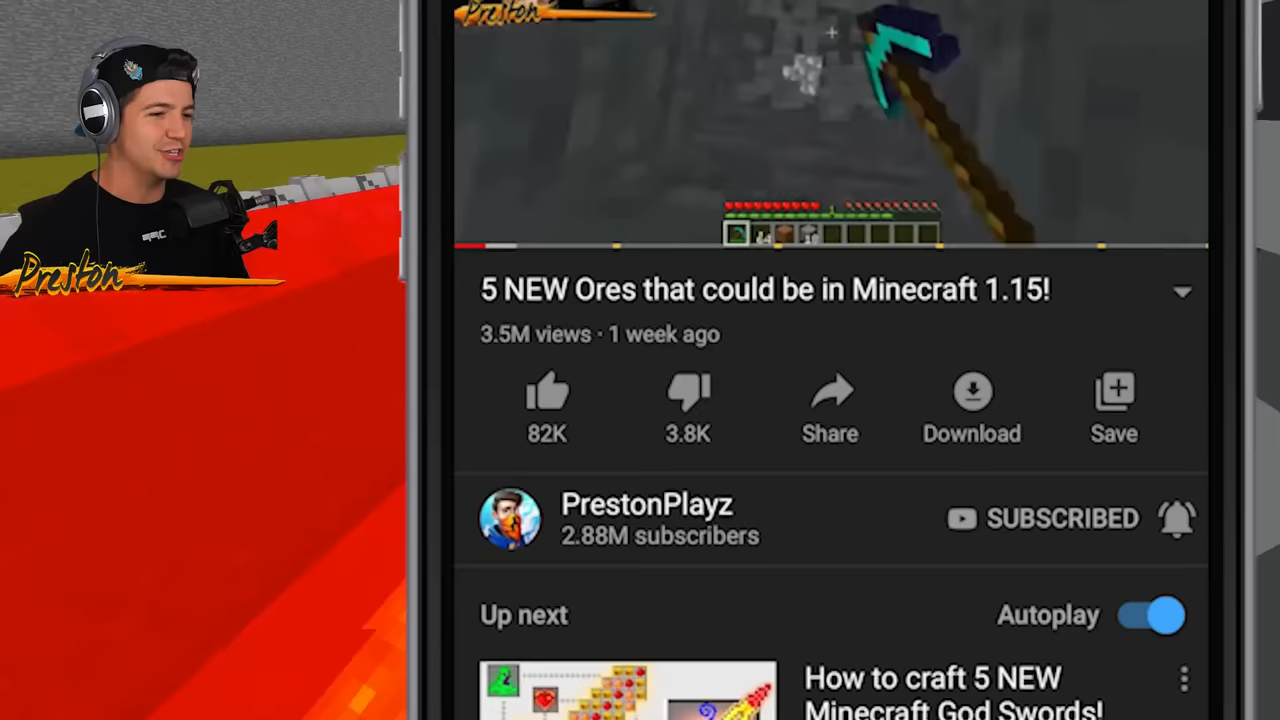 Preston
Preston
64
16
5 NEW Ores that could be in Minecraft 1.15!
3.5M views · 1 week ago
82K
3.8K
Share
Download
Save
PrestonPlayz
2.88M subscribers
SUBSCRIBED
Up next
Autoplay
How to craft 5 NEW
Minecraft God Swords!